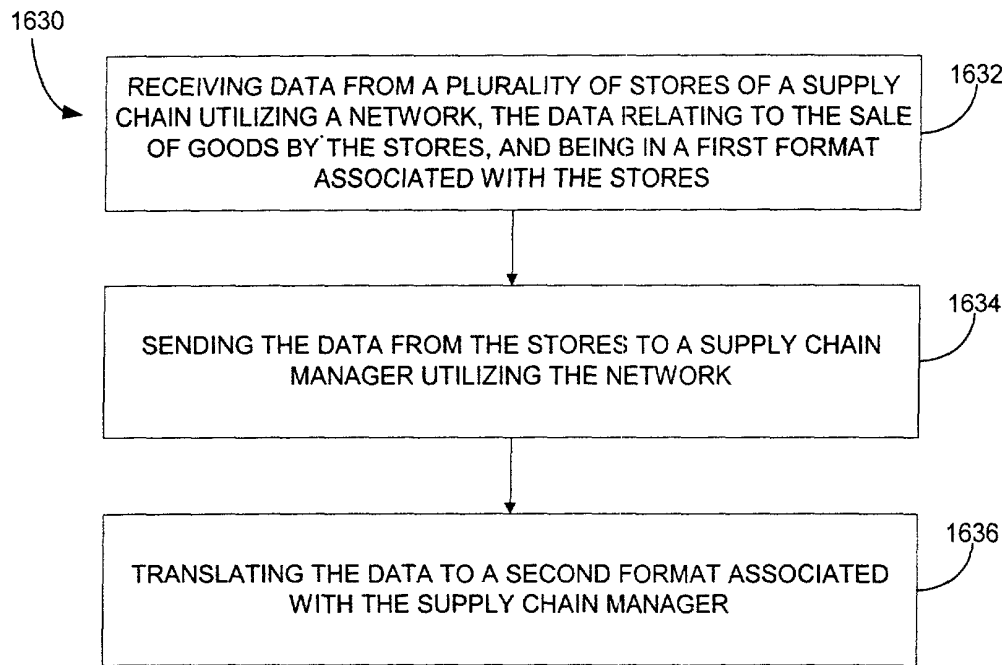 1630
RECEIVING DATA FROM A PLURALITY OF STORES OF A SUPPLY
CHAIN UTILIZING A NETWORK, THE DATA RELATING TO THE SALE
OF GOODS BY THE STORES, AND BEING IN A FIRST FORMAT
ASSOCIATED WITH THE STORES
1632
SENDING THE DATA FROM THE STORES TO A SUPPLY CHAIN
MANAGER UTILIZING THE NETWORK
1634
TRANSLATING THE DATA TO A SECOND FORMAT ASSOCIATED
WITH THE SUPPLY CHAIN MANAGER
1636